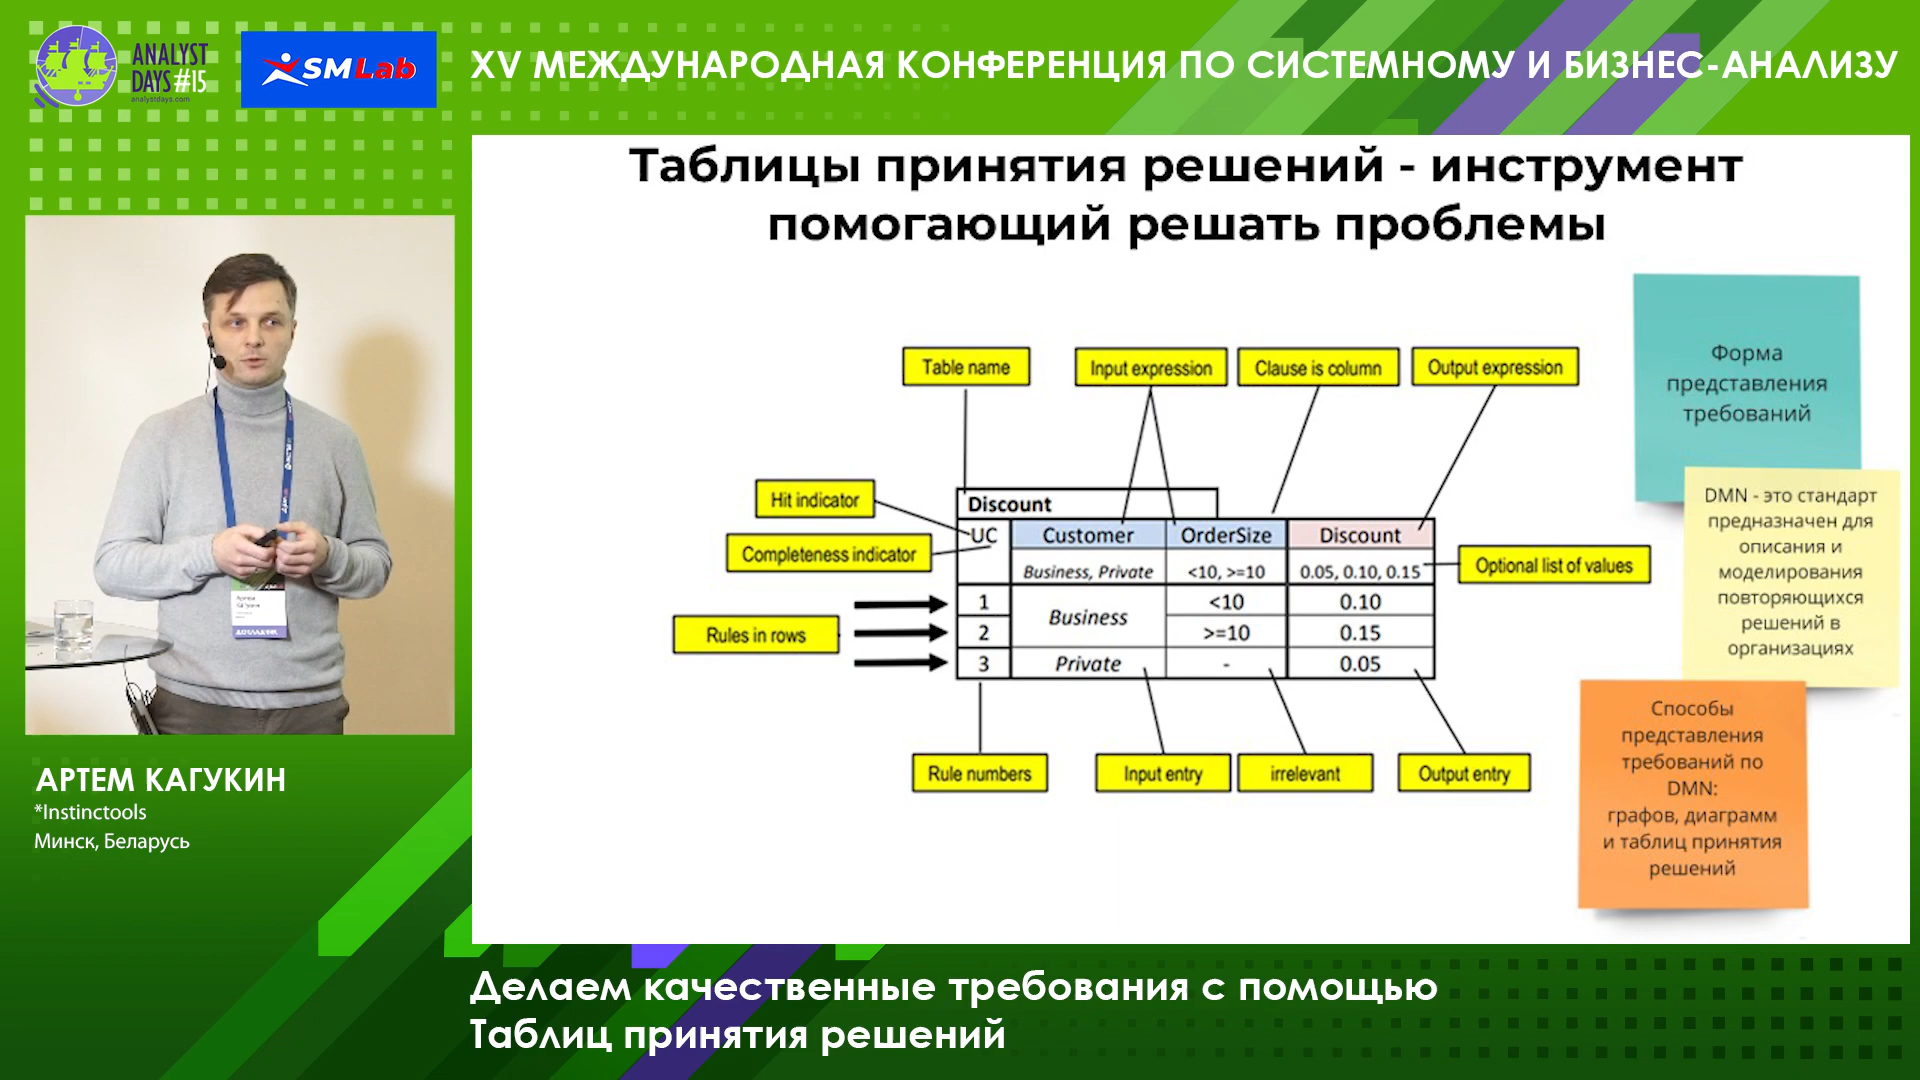 ANALYST
DAYS#15
analystdays.com
SMLab
XV МЕЖДУНАРОДНАЯ КОНФЕРЕНЦИЯ ПО СИСТЕМНОМУ И БИЗНЕС-АНАЛИЗУ
Таблицы принятия решений - инструмент
помогающий решать проблемы
Table name
Input expression
Clause is column
Output expression
Hit indicator
Completeness indicator
Rules in rows
Optional list of values
Discount
UC Customer OrderSize Discount
Business, Private <10, >=10 0.05, 0.10, 0.15
1 Business <10 0.10
2 >=10 0.15
3 Private - 0.05
Rule numbers
Input entry
irrelevant
Output entry
Форма
представления
требований
DMN - это стандарт
предназначен для
описания и
моделирования
повторяющихся
решений в
организациях
Способы
представления
требований по
DMN:
графов, диаграмм
и таблиц принятия
решений
Артем
Кагукин
ДОКЛАДЧИК
АРТЕМ КАГУКИН
*Instinctools
Минск, Беларусь
Делаем качественные требования с помощью
Таблиц принятия решений